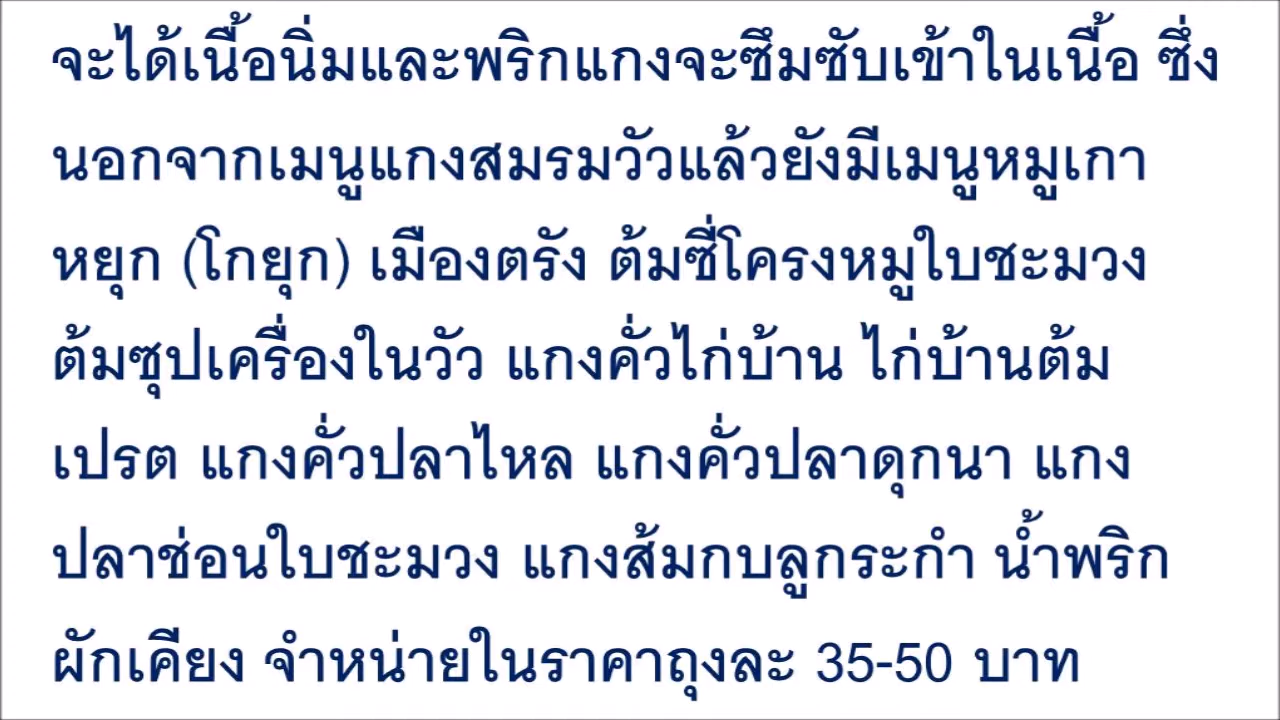 จะได้เนื้อนิ่มและพริกแกงจะซึมซับเข้าในเนื้อ ซึ่ง
นอกจากเมนูแกงสมรมวัวแล้วยังมีเมนูหมูเกา
หยุก (โกยุก) เมืองตรัง ต้มซี่โครงหมูใบชะมวง
ต้มซุปเครื่องในวัว แกงคั่วไก่บ้าน ไก่บ้านต้ม
เปรต แกงคั่วปลาไหล แกงคั่วปลาดุกนา แกง
ปลาช่อนใบชะมวง แกงส้มกบลูกระกำ น้ำพริก
ผักเคียง จำหน่ายในราคาถุงละ 35-50 บาท